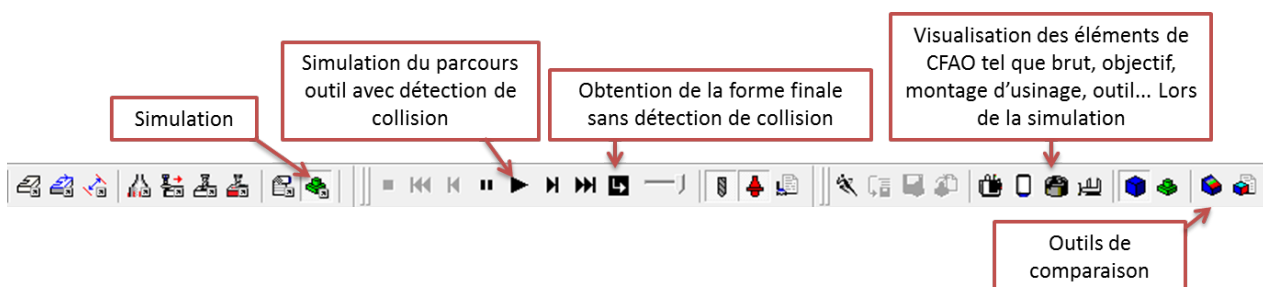 Simulation
Simulation du parcours
outil avec détection de
collision
Obtention de la forme finale
sans détection de collision
Visualisation des éléments de
CFAO tel que brut, objectif,
montage d’usinage, outil... Lors
de la simulation
Outils de
comparaison